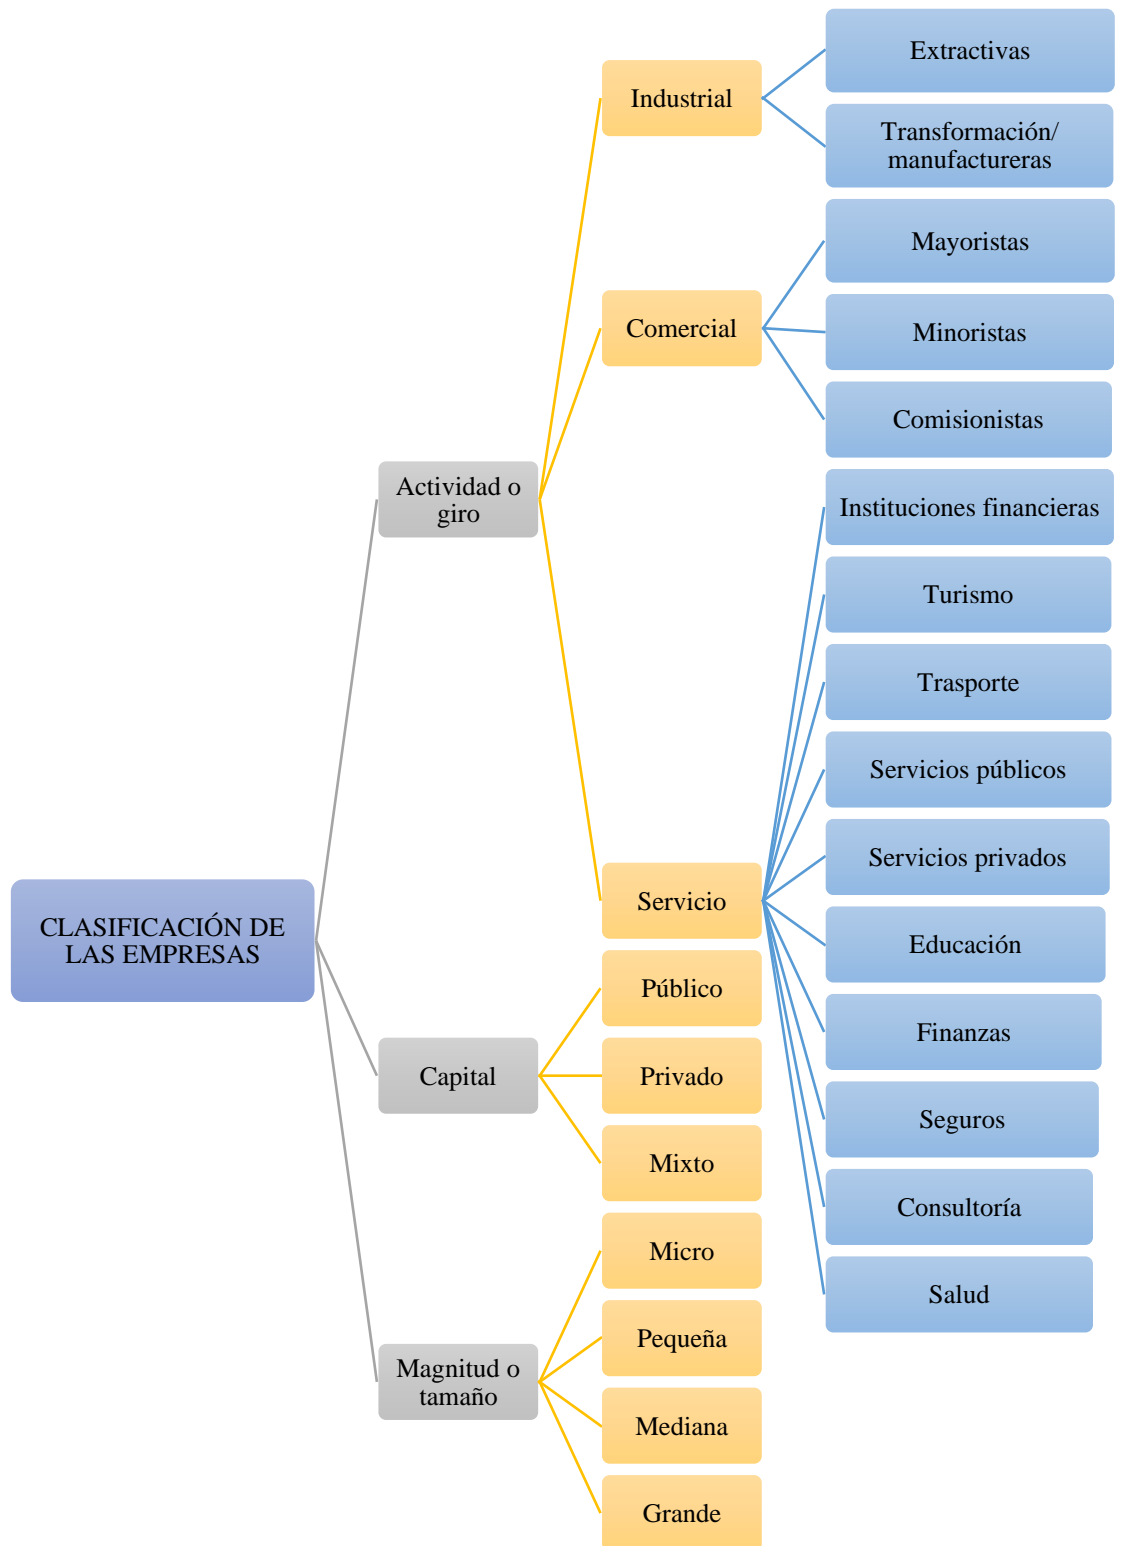 CLASIFICACIÓN DE
LAS EMPRESAS
Actividad o
giro
Industrial
Extractivas
Transformación/
manufactureras
Comercial
Mayoristas
Minoristas
Comisionistas
Servicio
Instituciones financieras
Turismo
Trasporte
Servicios públicos
Servicios privados
Educación
Finanzas
Seguros
Consultoría
Salud
Capital
Público
Privado
Mixto
Magnitud o
tamaño
Micro
Pequeña
Mediana
Grande